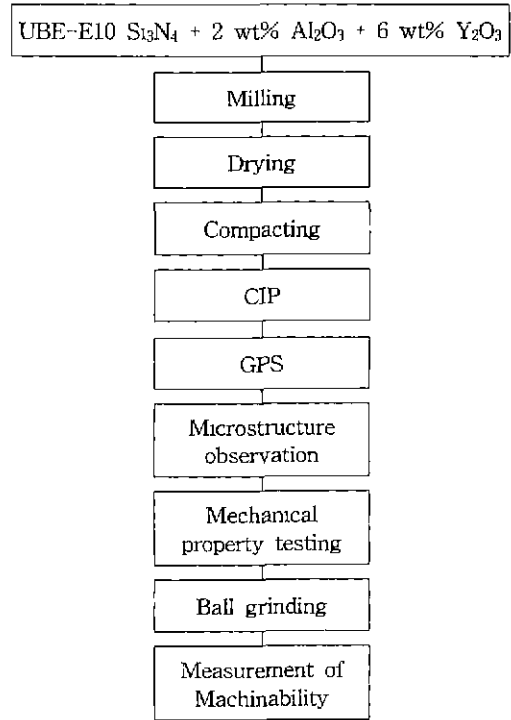 UBE-E10 Si₃N₄ + 2 wt% Al₂O₃ + 6 wt% Y₂O₃
Milling
Drying
Compacting
CIP
GPS
Microstructure
observation
Mechanical
property testing
Ball grinding
Measurement of
Machinability